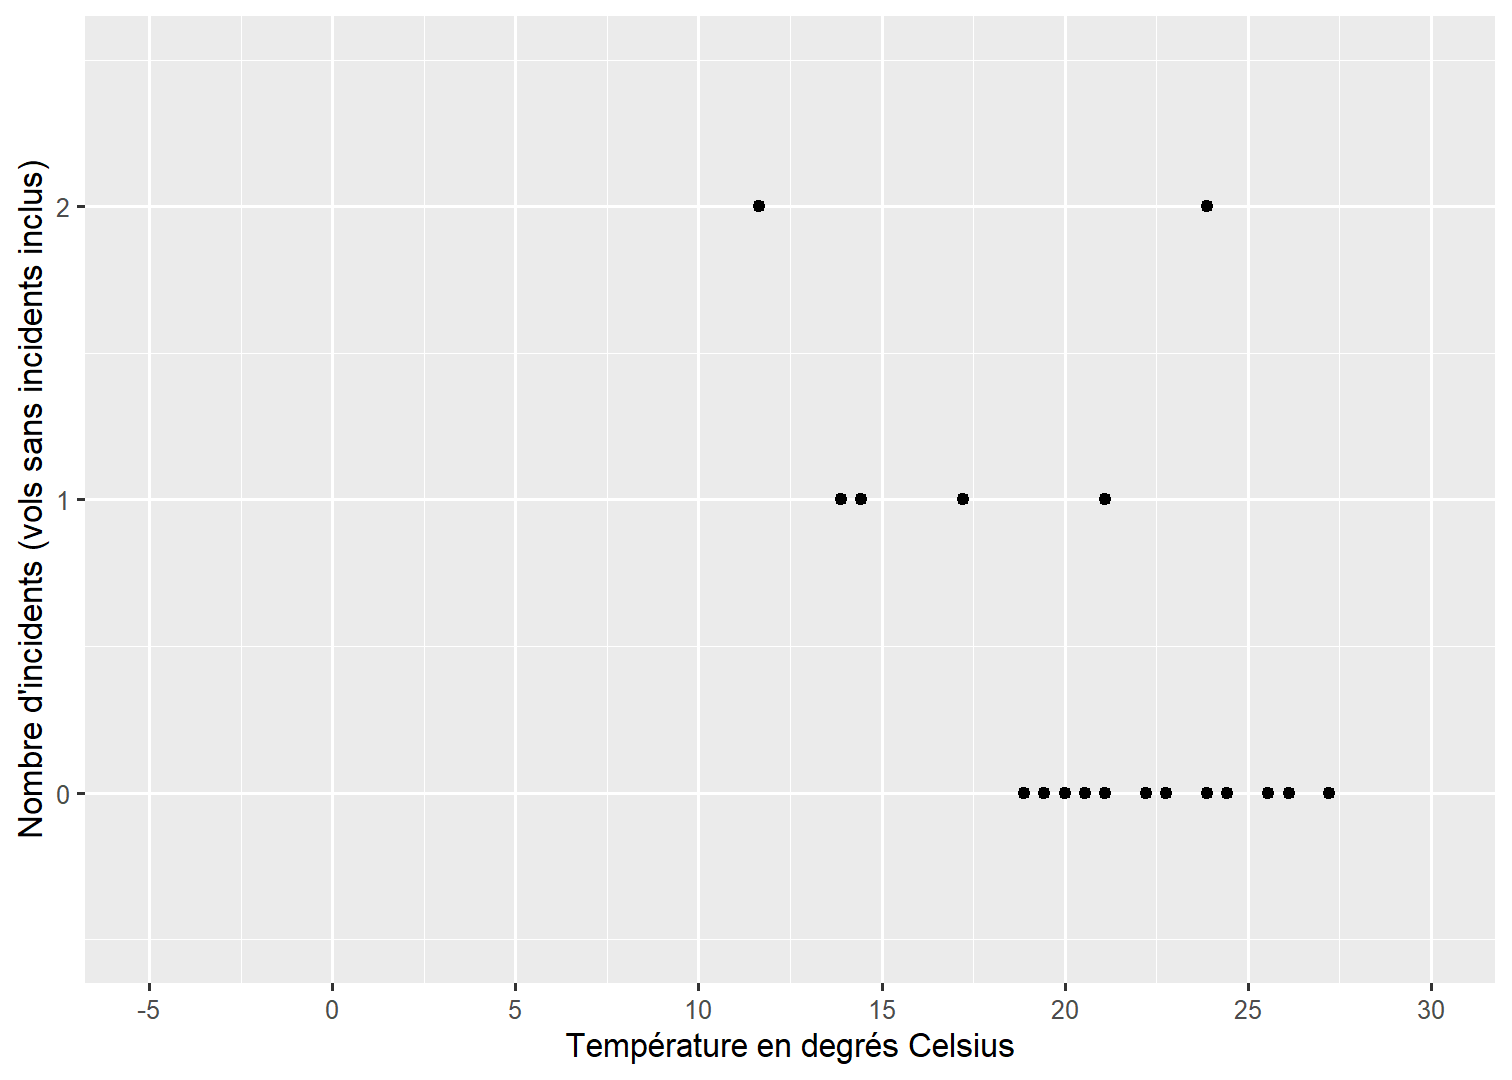 Nombre d'incidents (vols sans incidents inclus)
2
1
0
-5 0 5 10 15 20 25 30
Température en degrés Celsius